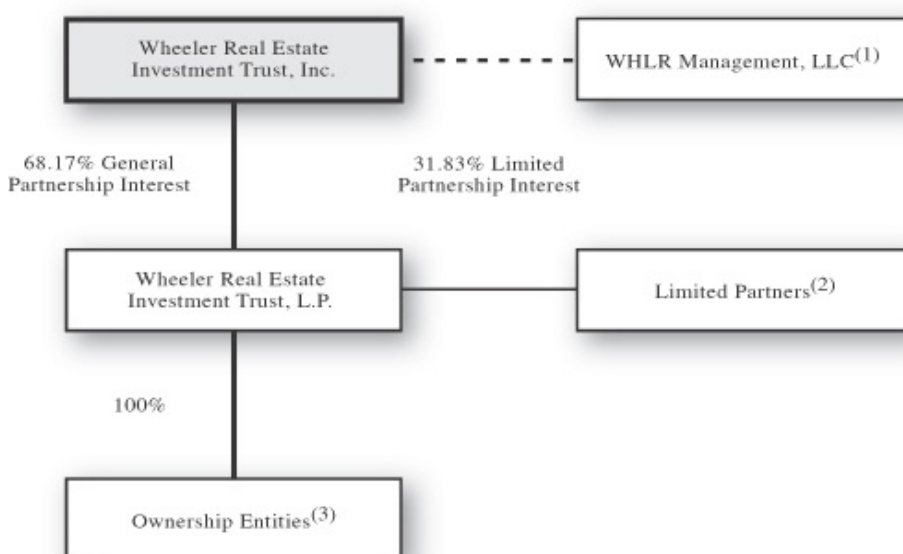 Wheeler Real Estate
Investment Trust, Inc.
WHLR Management, LLC(1)
68.17% General
Partnership Interest
31.83% Limited
Partnership Interest
Wheeler Real Estate
Investment Trust, L.P.
Limited Partners(2)
100%
Ownership Entities(3)